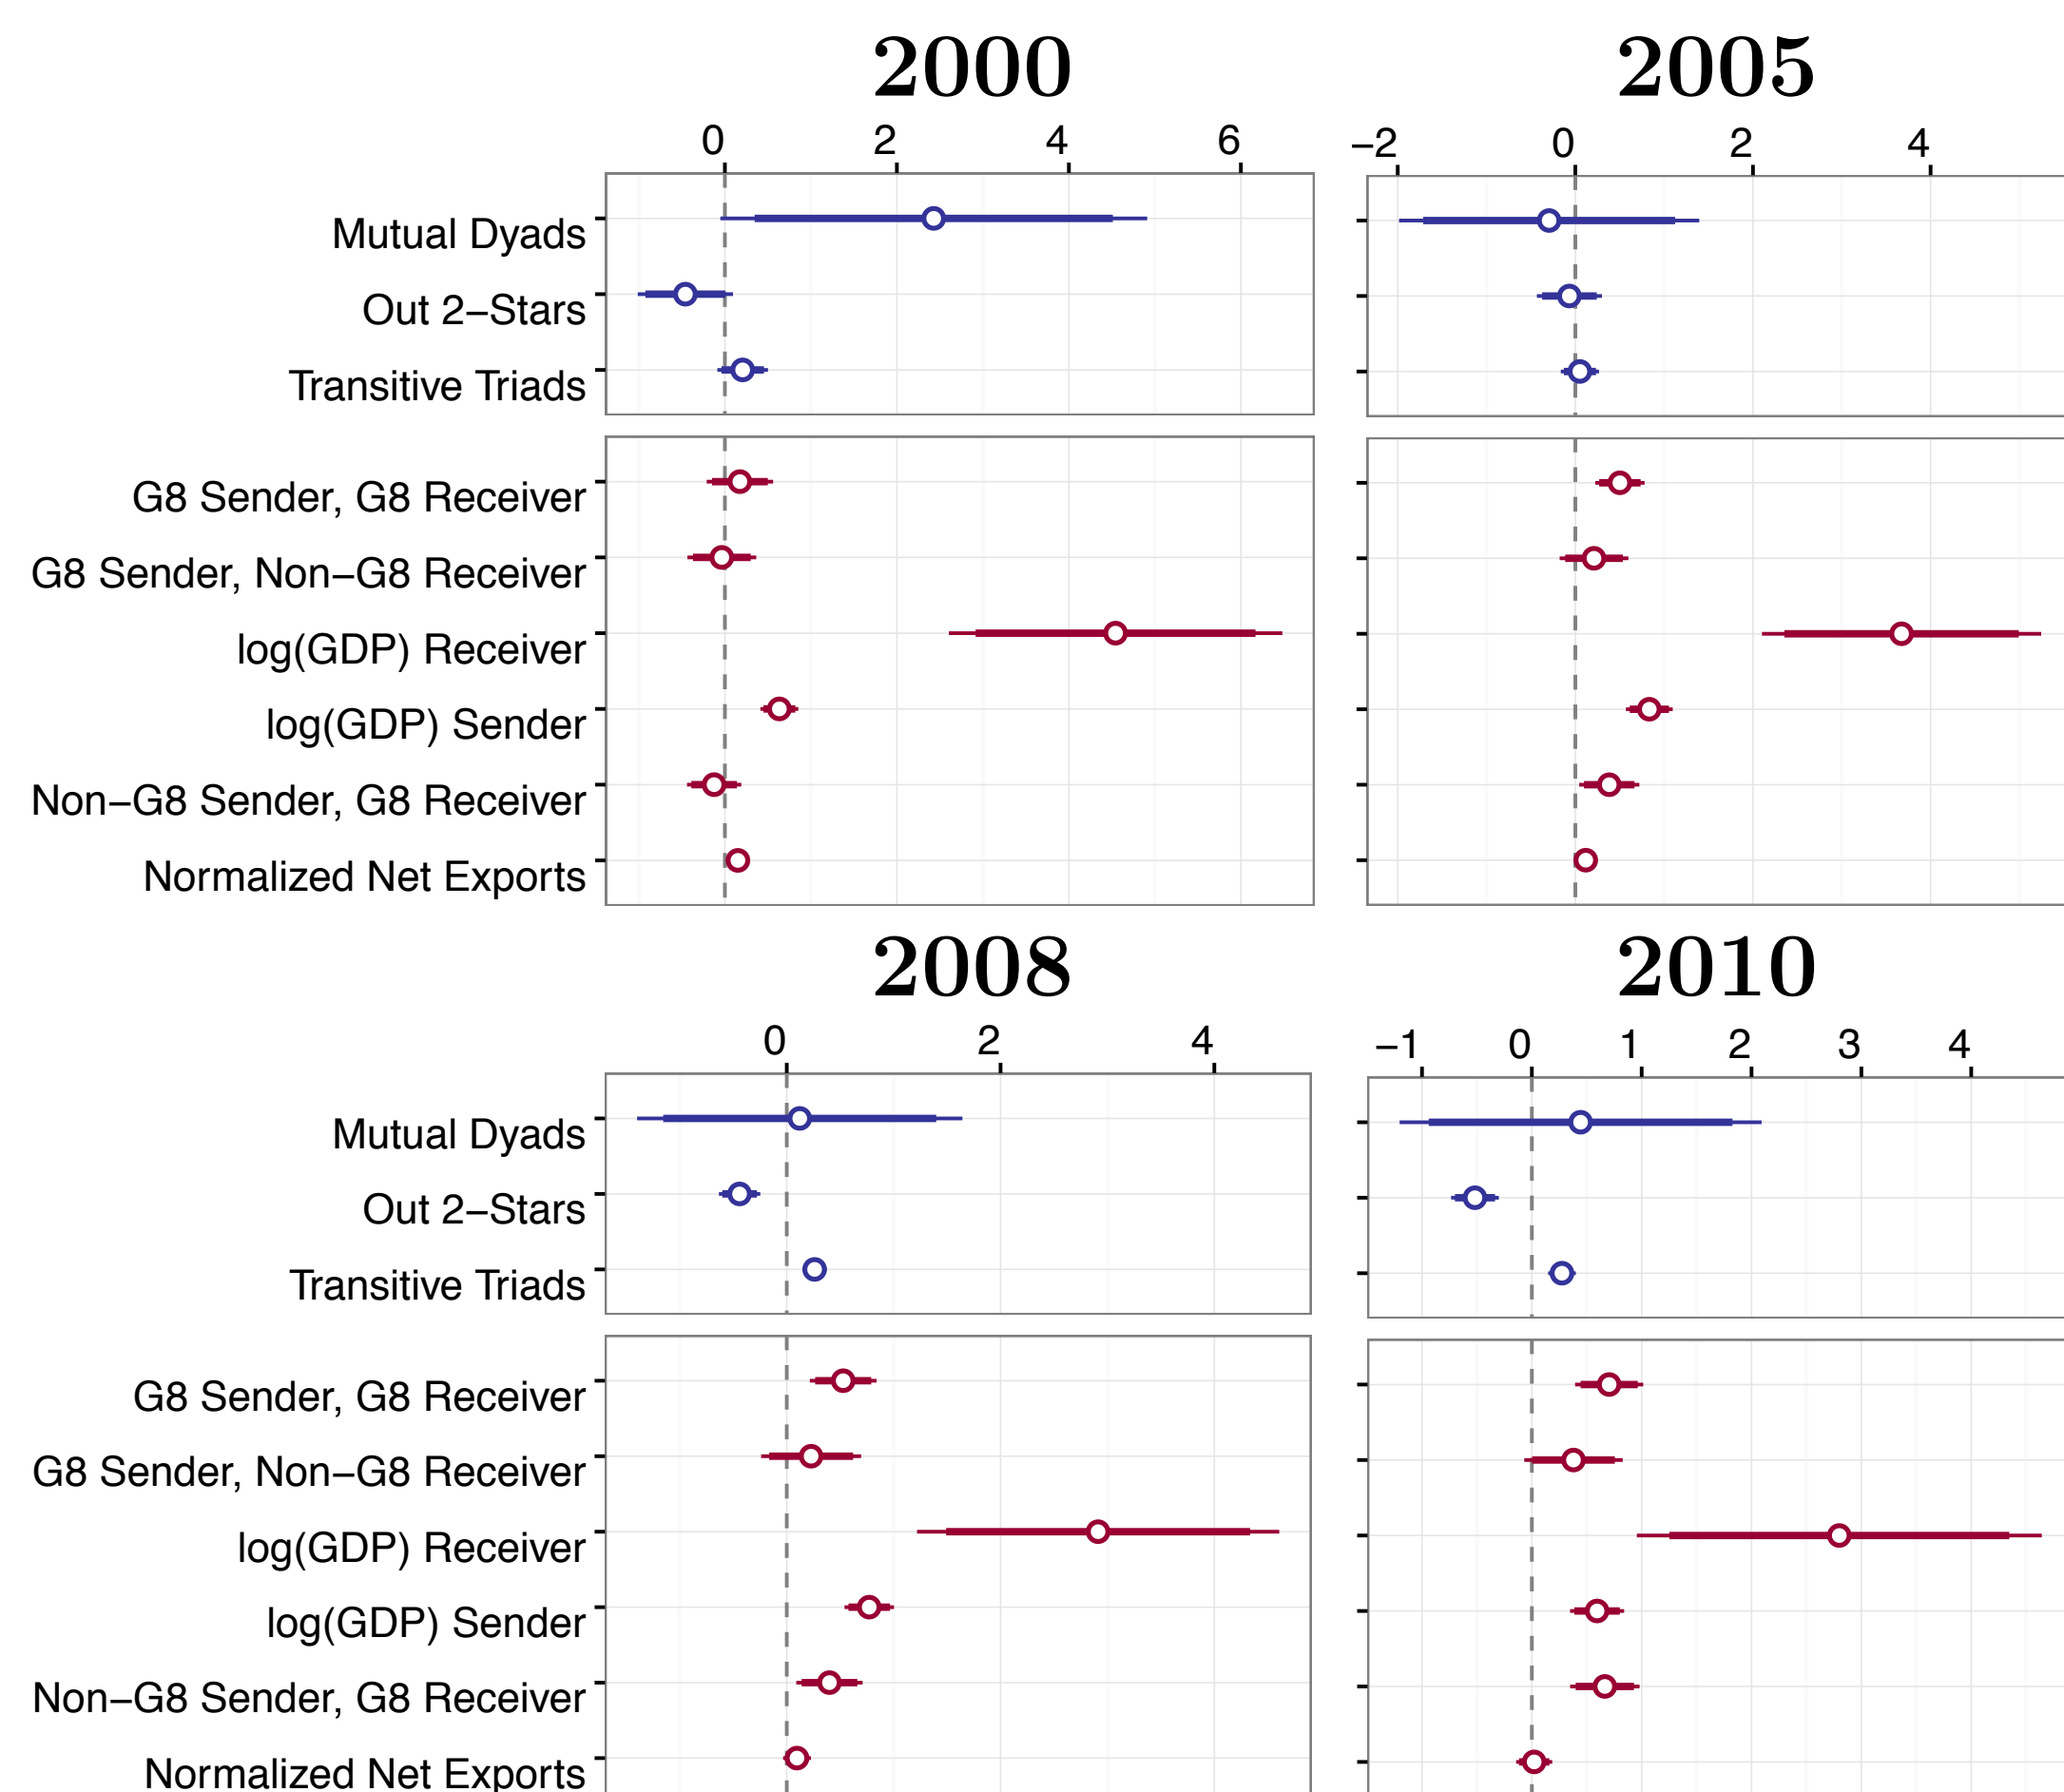 2000 2005
0 2 4 6 −2 0 2 4
Mutual Dyads
Out 2−Stars
Transitive Triads
G8 Sender, G8 Receiver
G8 Sender, Non−G8 Receiver
log(GDP) Receiver
log(GDP) Sender
Non−G8 Sender, G8 Receiver
Normalized Net Exports
2008 2010
0 2 4 −1 0 1 2 3 4
Mutual Dyads
Out 2−Stars
Transitive Triads
G8 Sender, G8 Receiver
G8 Sender, Non−G8 Receiver
log(GDP) Receiver
log(GDP) Sender
Non−G8 Sender, G8 Receiver
Normalized Net Exports